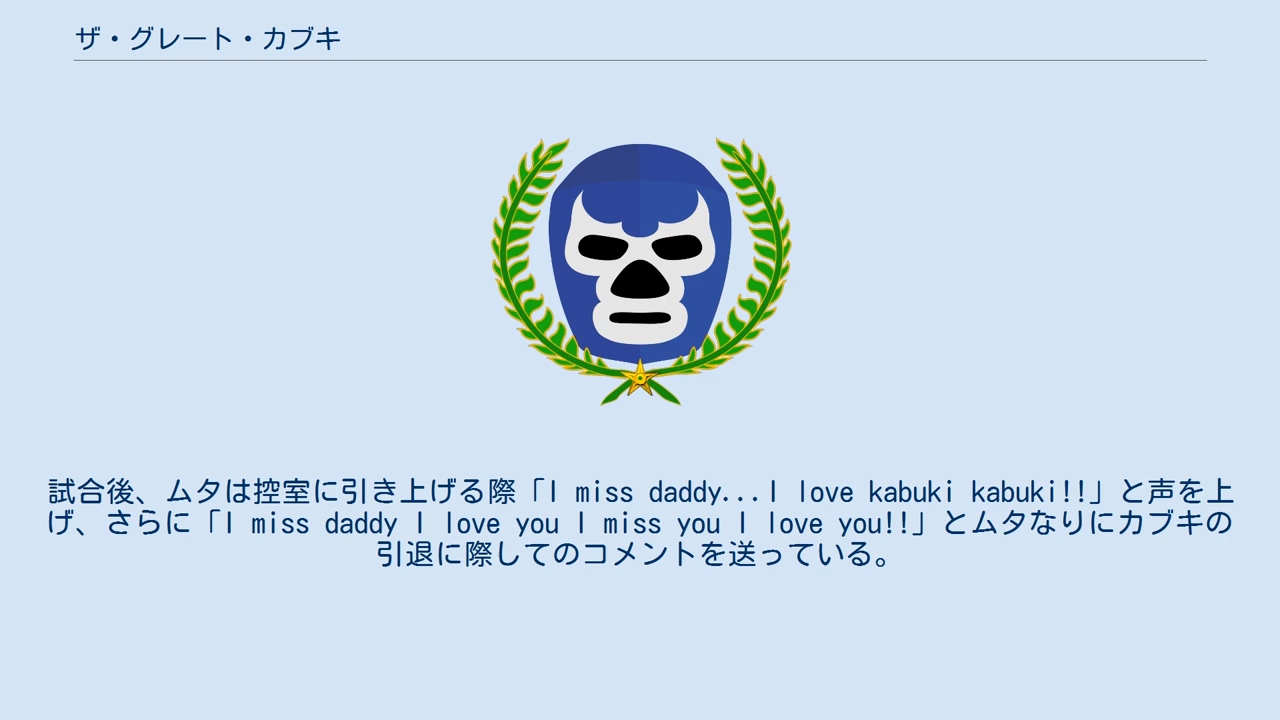 ザ・グレート・カブキ
試合後、ムタは控室に引き上げる際「I miss daddy...I love kabuki kabuki!!」と声を上
げ、さらに「I miss daddy I love you I miss you I love you!!」とムタなりにカブキの
引退に際してのコメントを送っている。